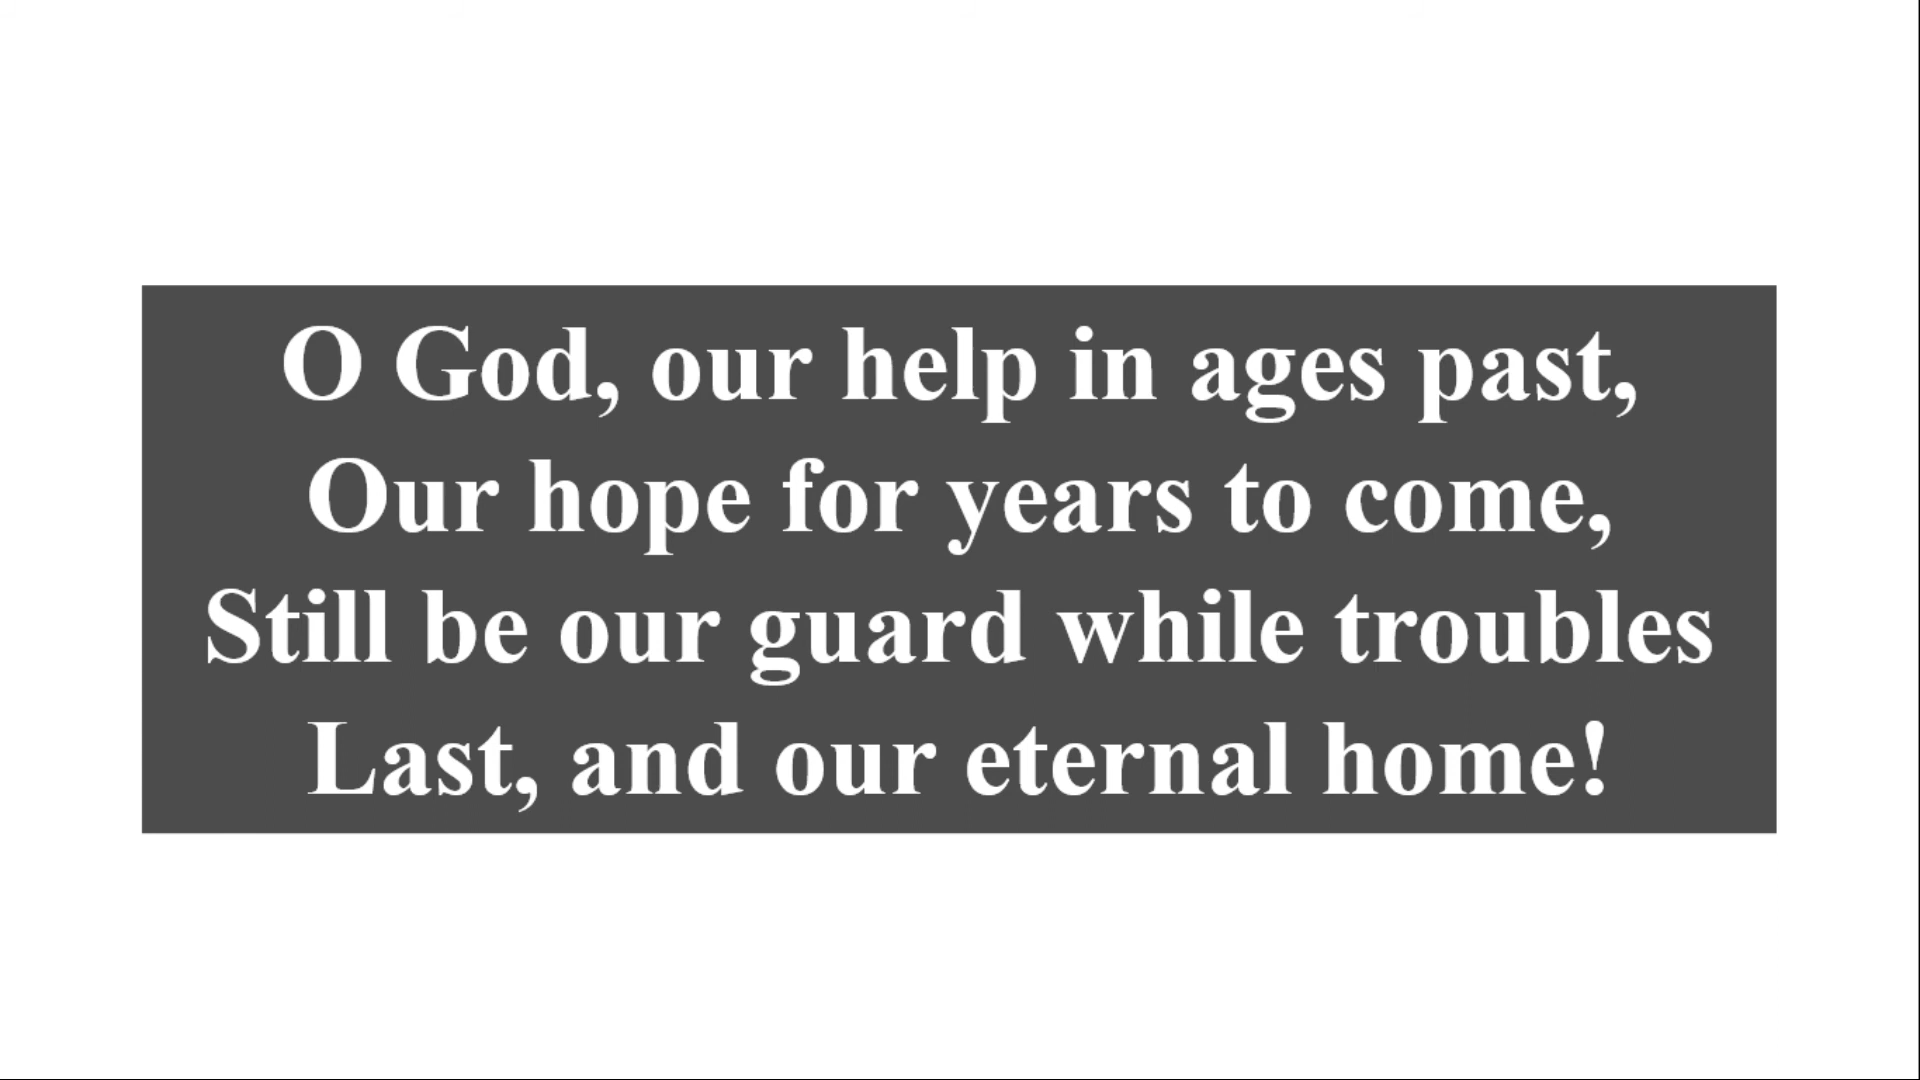 O God, our help in ages past,
Our hope for years to come,
Still be our guard while troubles
Last, and our eternal home!